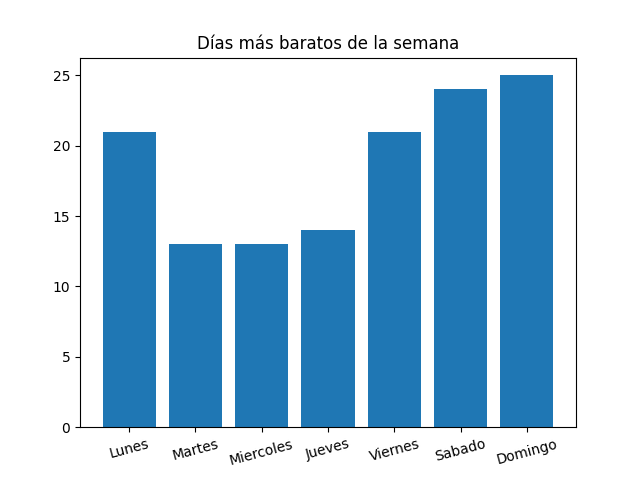 Días más baratos de la semana
25
20
15
10
5
0
Lunes
Martes
Miercoles
Jueves
Viernes
Sabado
Domingo